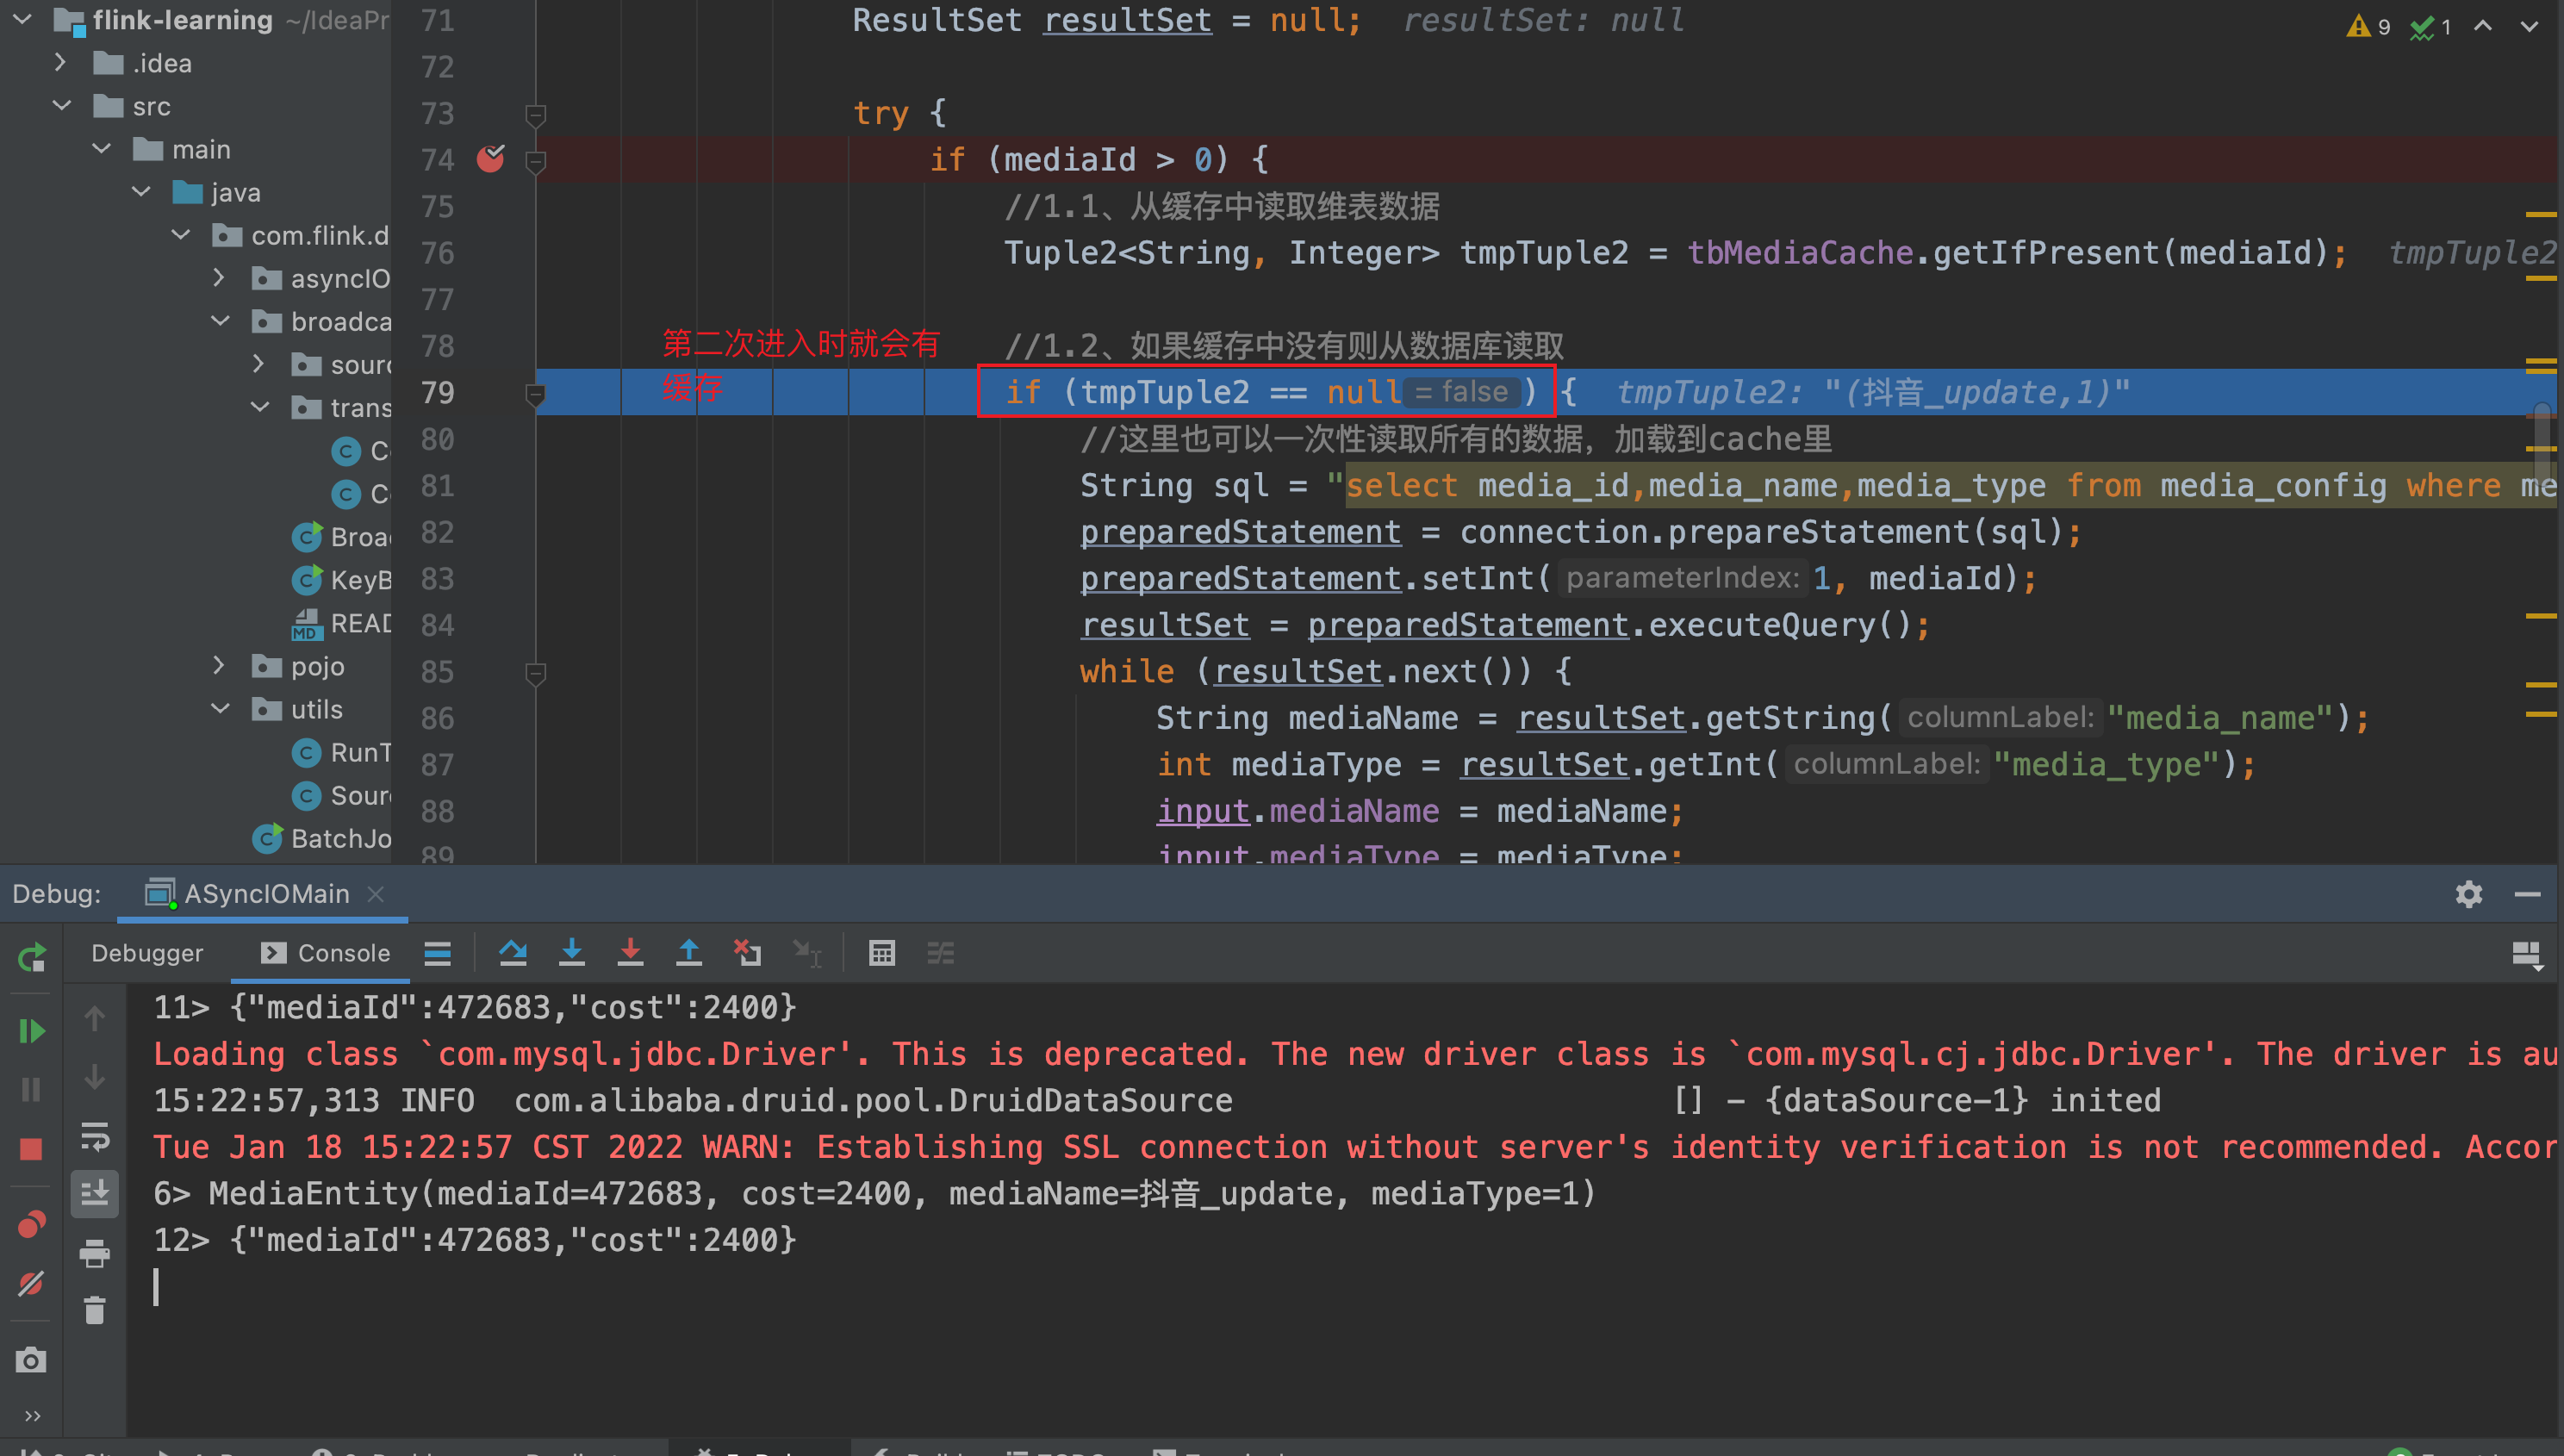 flink-learning ~/IdeaPr
.idea
src
main
java
com.flink.d
asyncIO
broadca
sourc
trans
C
C
Broa
KeyB
READ
pojo
utils
RunT
Sour
BatchJo
9 1
71 ResultSet resultSet = null; resultSet: null
72
73 try {
74 if (mediaId > 0) {
75 //1.1、从缓存中读取维表数据
76 Tuple2<String, Integer> tmpTuple2 = tbMediaCache.getIfPresent(mediaId); tmpTuple2
77
第二次进入时就会有
缓存
78 //1.2、如果缓存中没有则从数据库读取
79 if (tmpTuple2 == null = false ) { tmpTuple2: "(抖音_update,1)"
80 //这里也可以一次性读取所有的数据，加载到cache里
81 String sql = "select media_id,media_name,media_type from media_config where me
82 preparedStatement = connection.prepareStatement(sql);
83 preparedStatement.setInt( parameterIndex: 1, mediaId);
84 resultSet = preparedStatement.executeQuery();
85 while (resultSet.next()) {
86 String mediaName = resultSet.getString( columnLabel: "media_name");
87 int mediaType = resultSet.getInt( columnLabel: "media_type");
88 input.mediaName = mediaName;
89 input.mediaType = mediaType;
Debug: ASyncIOMain
Debugger Console
11> {"mediaId":472683,"cost":2400}
Loading class `com.mysql.jdbc.Driver'. This is deprecated. The new driver class is `com.mysql.cj.jdbc.Driver'. The driver is au
15:22:57,313 INFO com.alibaba.druid.pool.DruidDataSource [] - {dataSource-1} inited
Tue Jan 18 15:22:57 CST 2022 WARN: Establishing SSL connection without server's identity verification is not recommended. Accor
6> MediaEntity(mediaId=472683, cost=2400, mediaName=抖音_update, mediaType=1)
12> {"mediaId":472683,"cost":2400}